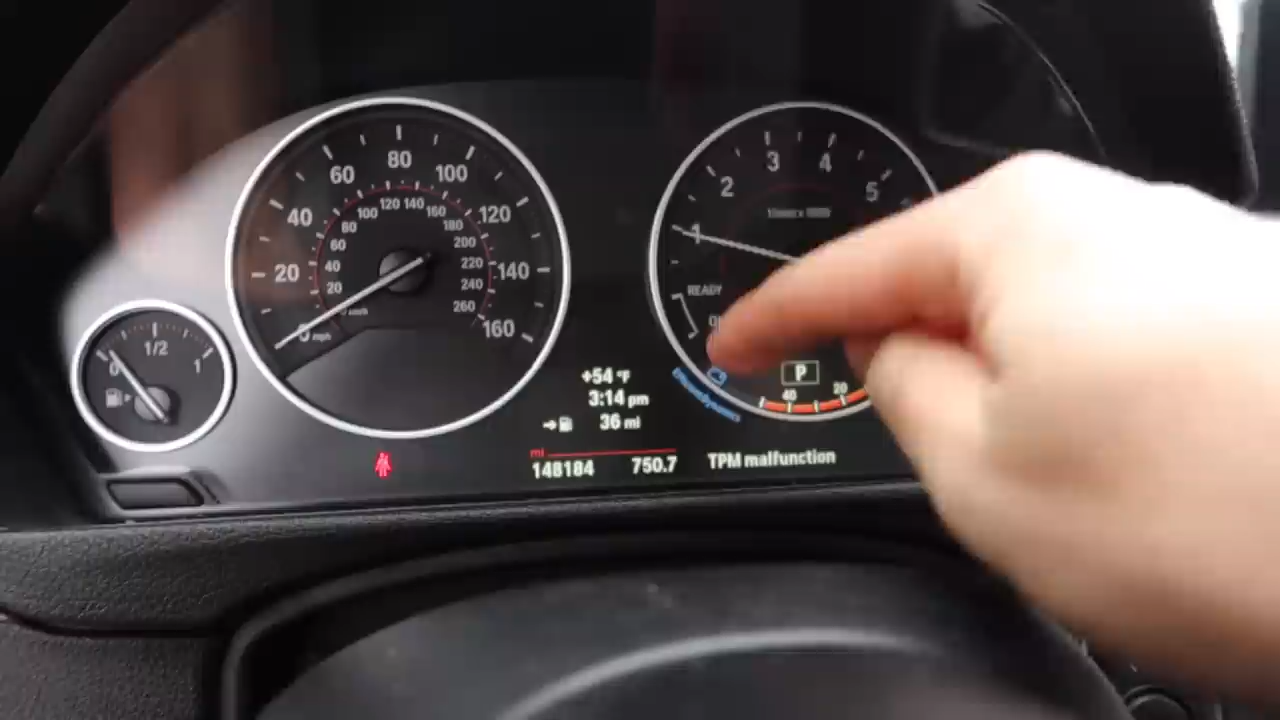 60 80 100
40 120
20 140
0 mph 160
100 120 140 160
80 180
60 200
40 220
20 240
260
0 1/2 1
+54 °F
3:14 pm
36 mi
mi
148184 750.7
1 2 3 4 5
READY
P
40 20
EfficientDynamics
TPM malfunction